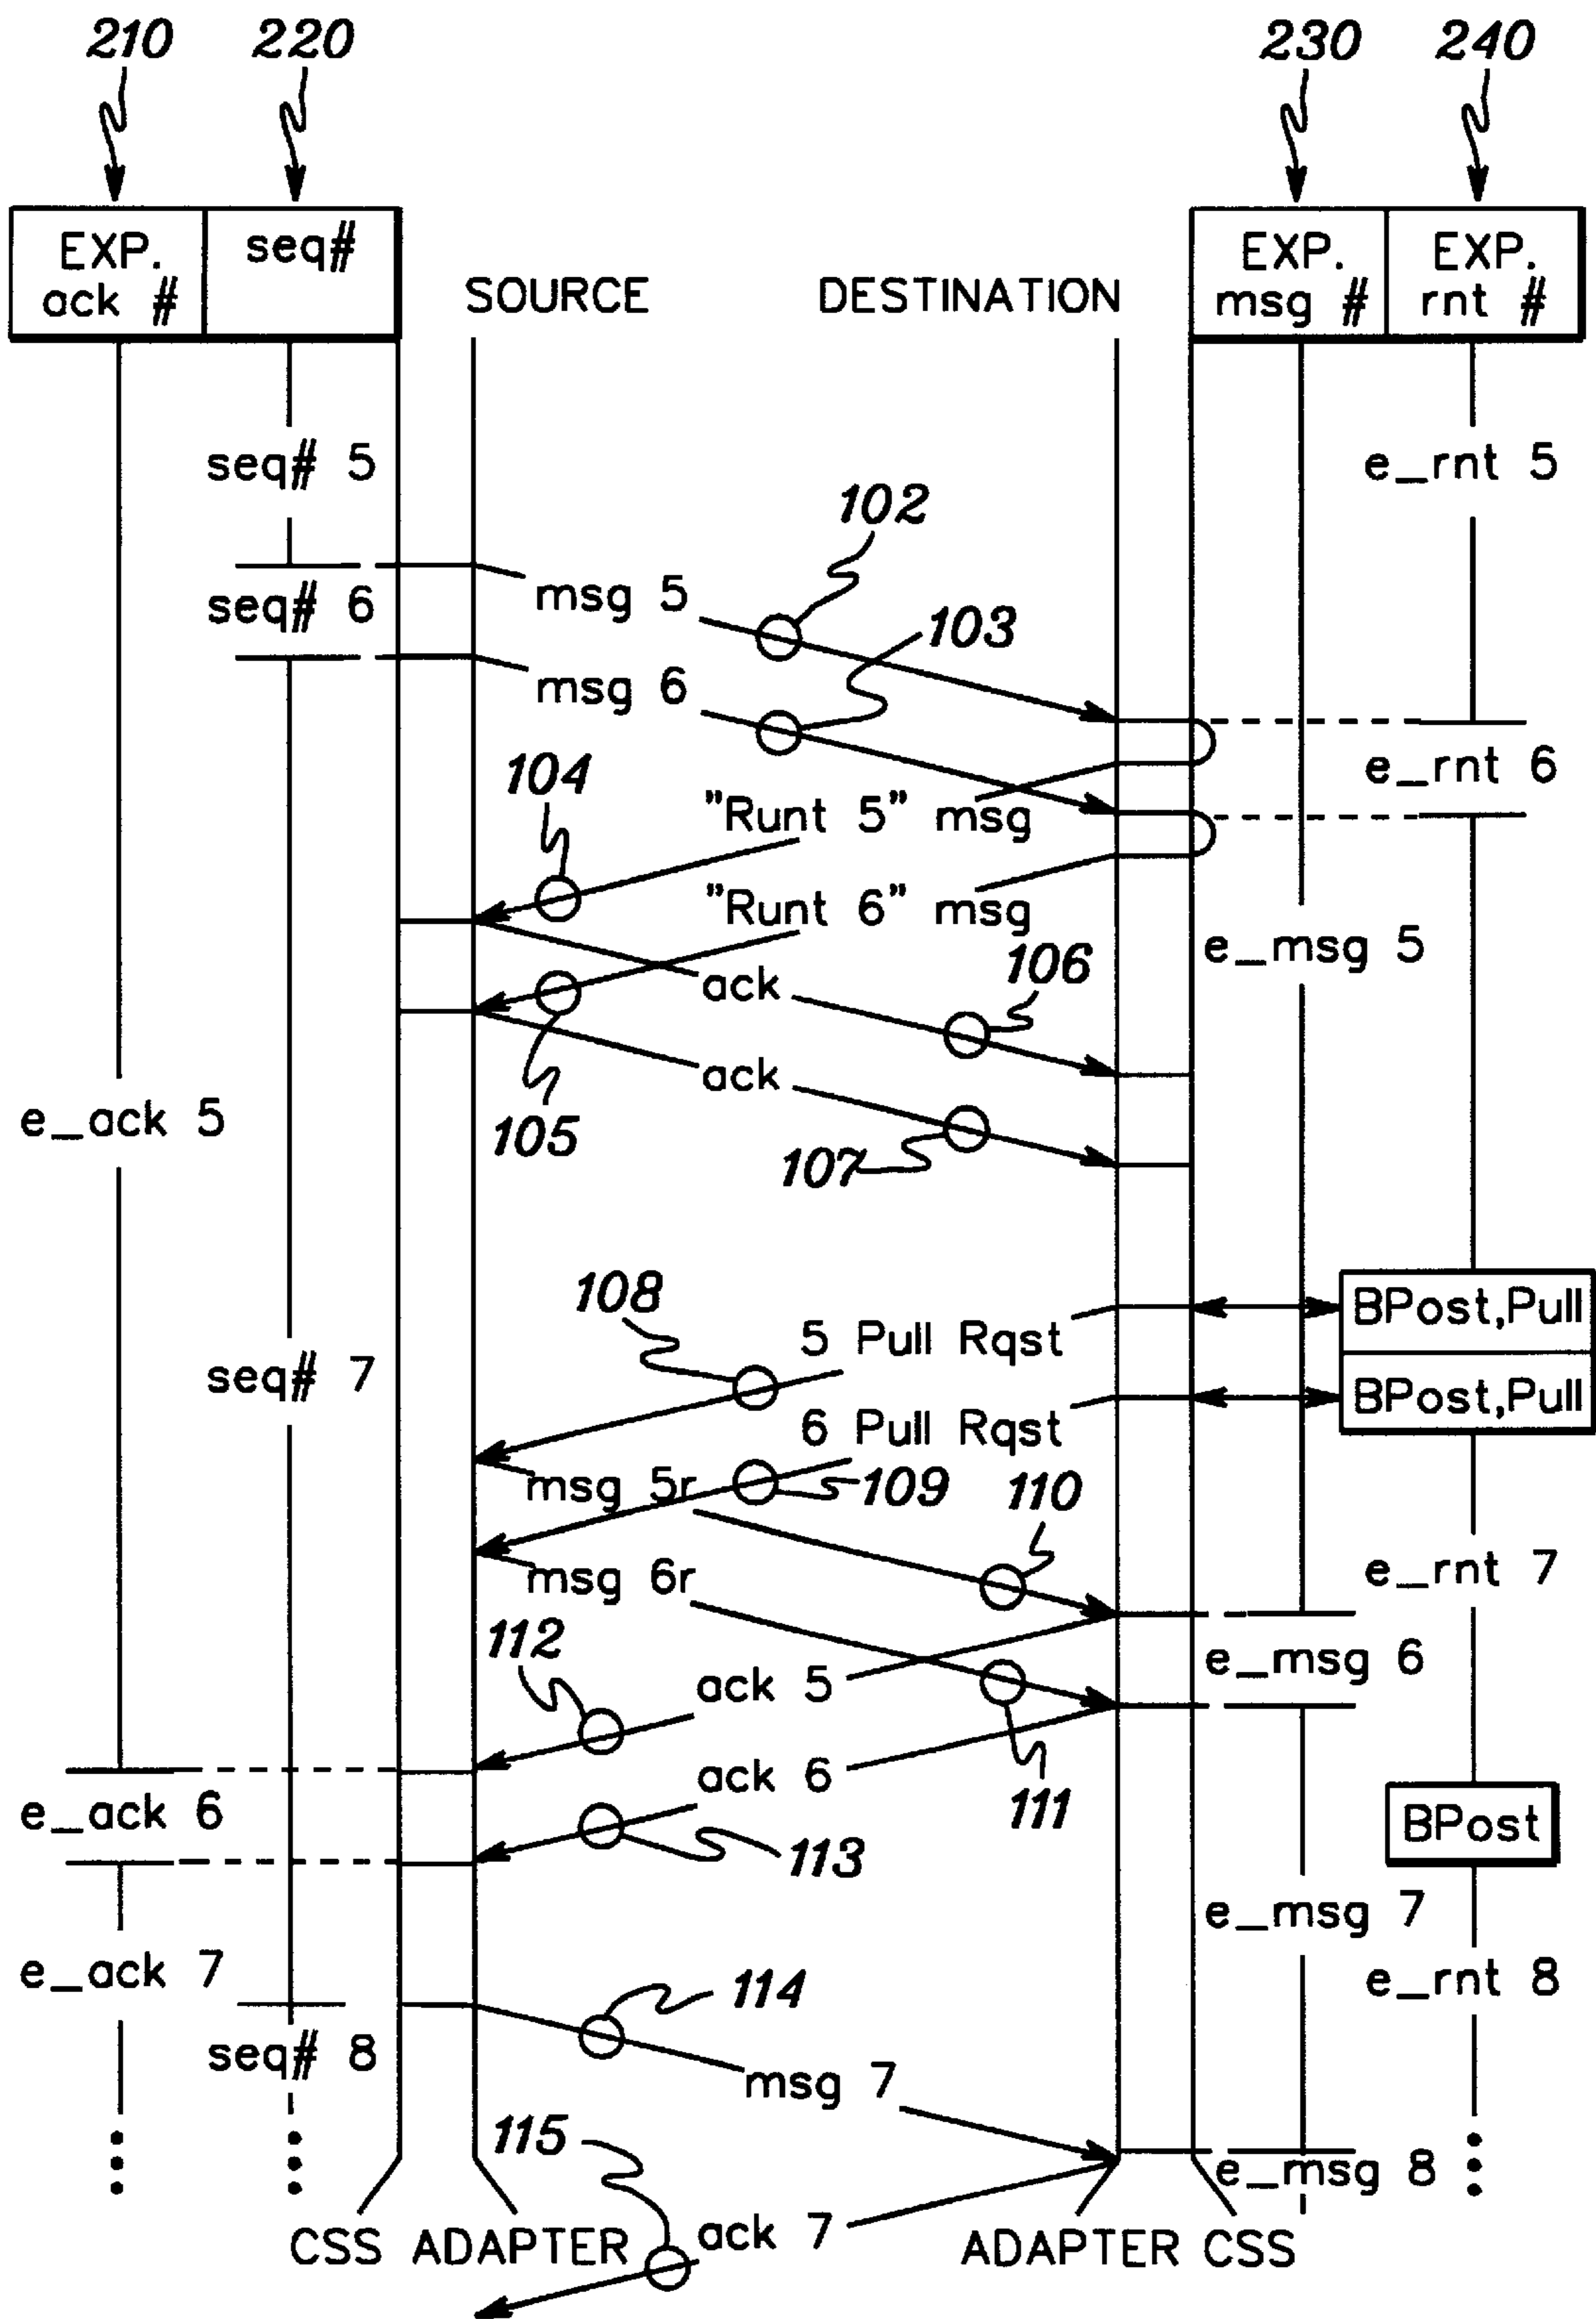 210 220 230 240
EXP. ack #
seq#
SOURCE
DESTINATION
EXP. msg #
EXP. rnt #
seq# 5
e_rnt 5
102
msg 5
seq# 6
103
msg 6
104
e_rnt 6
"Runt 5" msg
"Runt 6" msg
e_msg 5
106
ack
105
ack
e_ack 5
107
108
BPost,Pull
5 Pull Rqst
seq# 7
BPost,Pull
6 Pull Rqst
msg 5r
109
110
e_rnt 7
msg 6r
112
e_msg 6
ack 5
ack 6
111
e_ack 6
BPost
113
e_msg 7
e_ack 7
e_rnt 8
114
seq# 8
msg 7
115
e_msg 8
CSS ADAPTER
ack 7
ADAPTER CSS